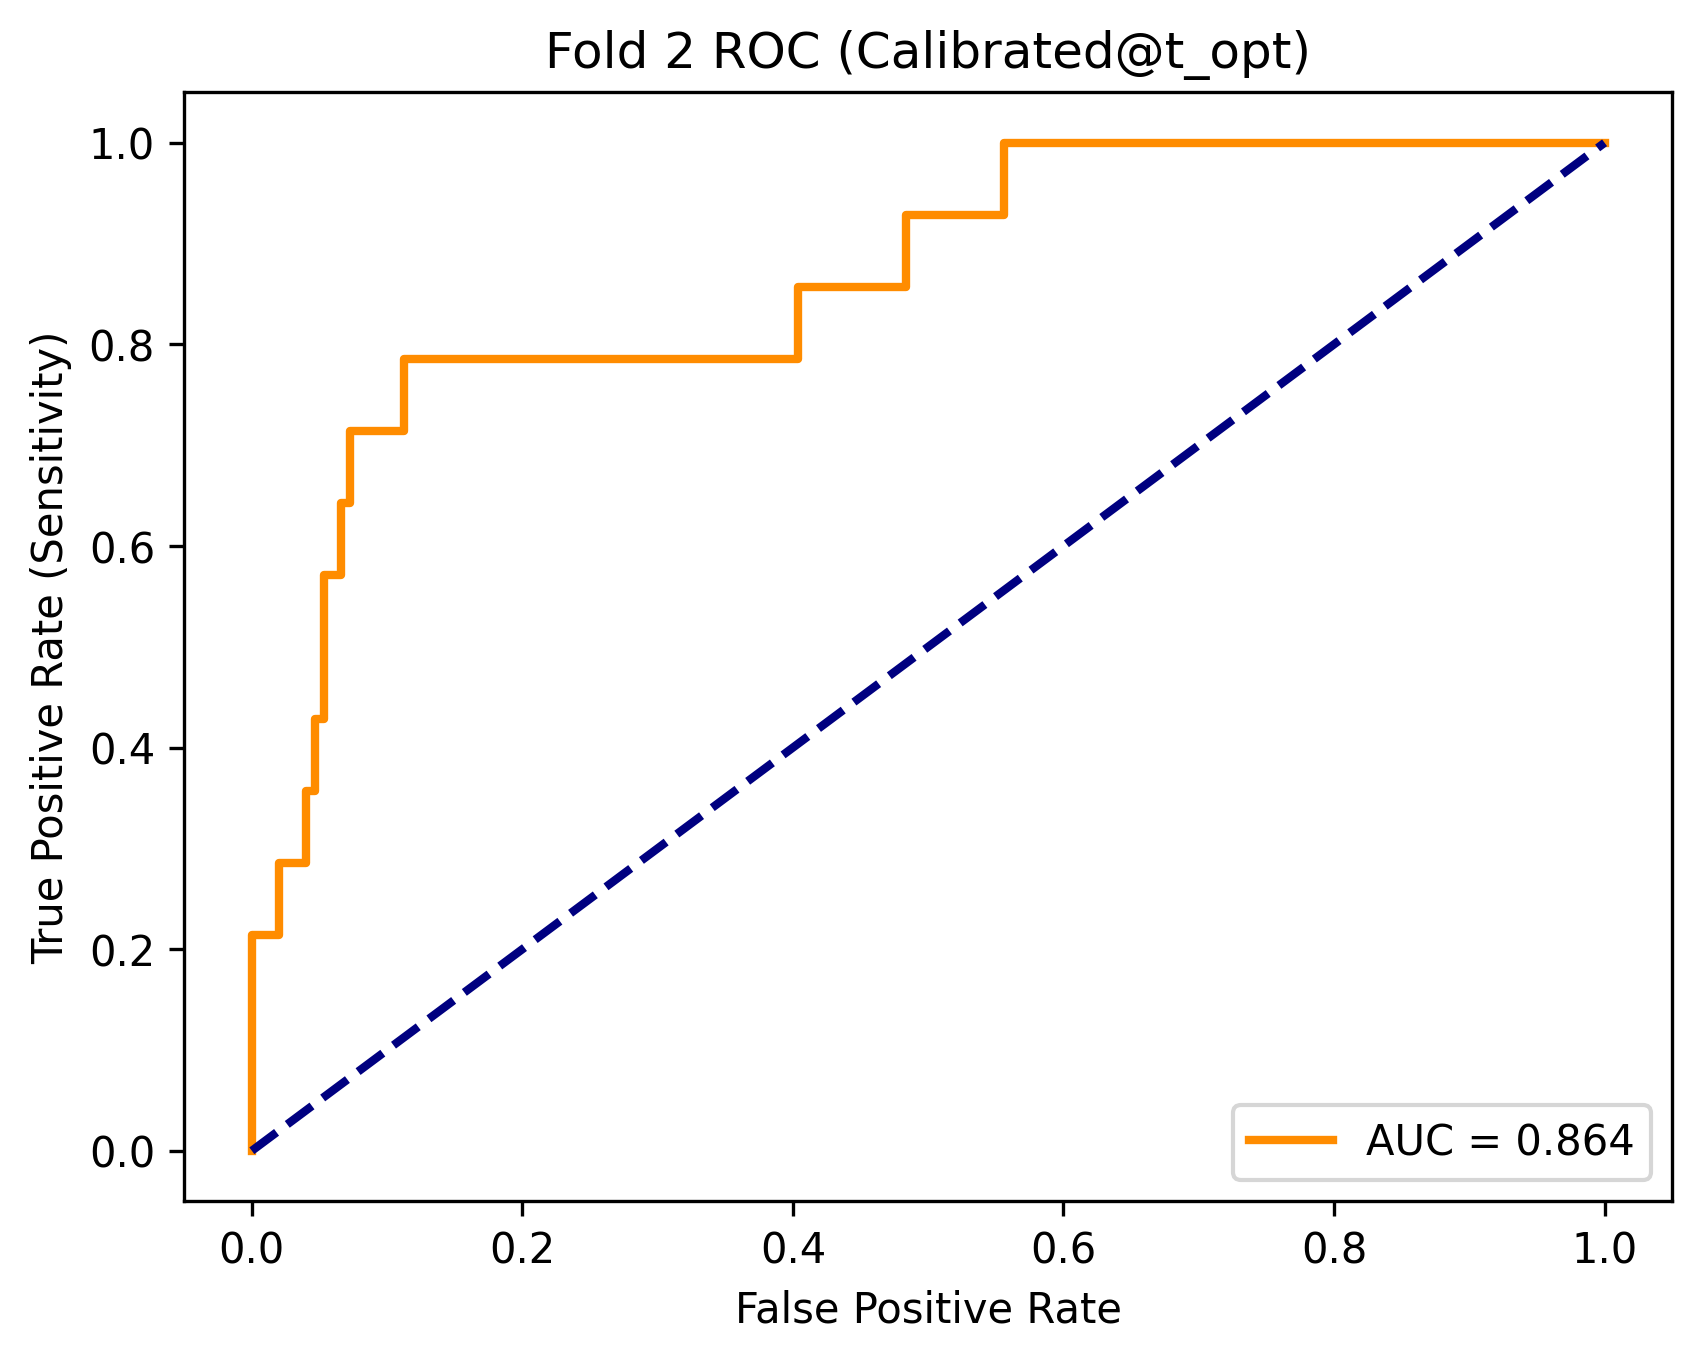 Fold 2 ROC (Calibrated@t_opt)
True Positive Rate (Sensitivity)
1.0
0.8
0.6
0.4
0.2
0.0
AUC = 0.864
0.0 0.2 0.4 0.6 0.8 1.0
False Positive Rate